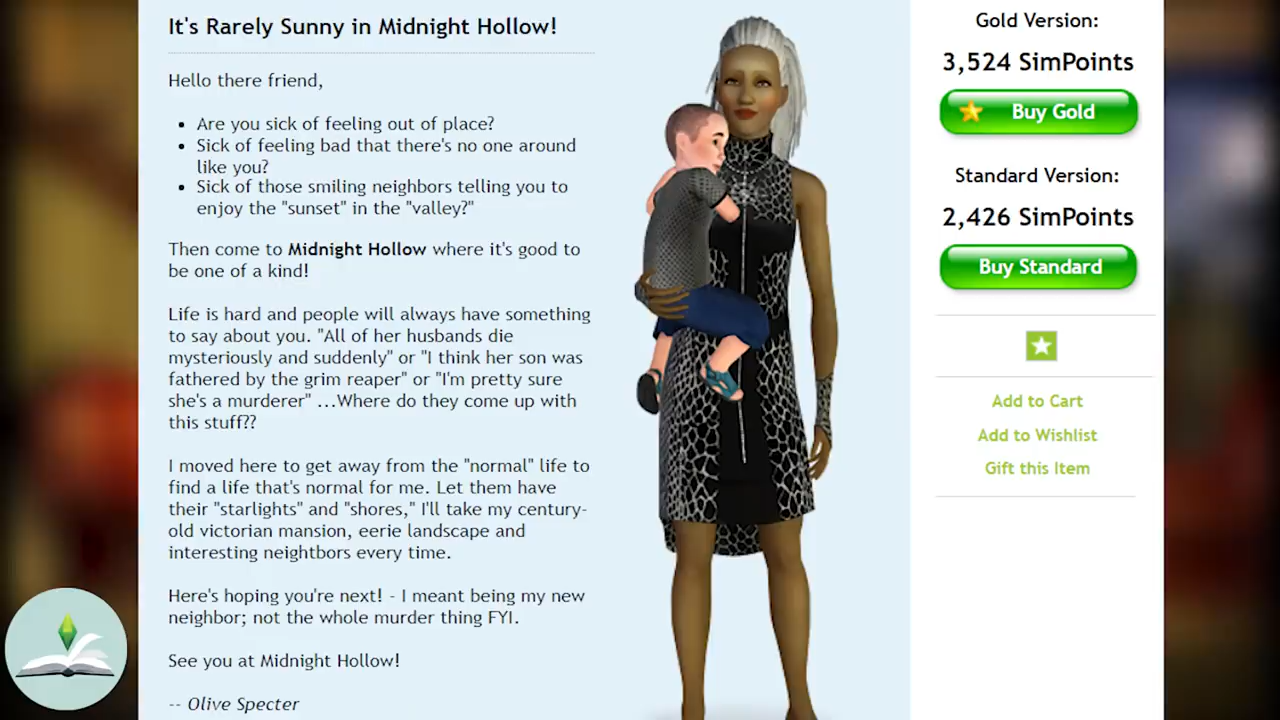 It's Rarely Sunny in Midnight Hollow!
Hello there friend,
• Are you sick of feeling out of place?
• Sick of feeling bad that there's no one around
like you?
• Sick of those smiling neighbors telling you to
enjoy the "sunset" in the "valley?"
Then come to Midnight Hollow where it's good to
be one of a kind!
Life is hard and people will always have something
to say about you. "All of her husbands die
mysteriously and suddenly" or "I think her son was
fathered by the grim reaper" or "I'm pretty sure
she's a murderer" ...Where do they come up with
this stuff??
I moved here to get away from the "normal" life to
find a life that's normal for me. Let them have
their "starlights" and "shores," I'll take my century-
old victorian mansion, eerie landscape and
interesting neightbors every time.
Here's hoping you're next! - I meant being my new
neighbor; not the whole murder thing FYI.
See you at Midnight Hollow!
-- Olive Specter
Gold Version:
3,524 SimPoints
Buy Gold
Standard Version:
2,426 SimPoints
Buy Standard
Add to Cart
Add to Wishlist
Gift this Item